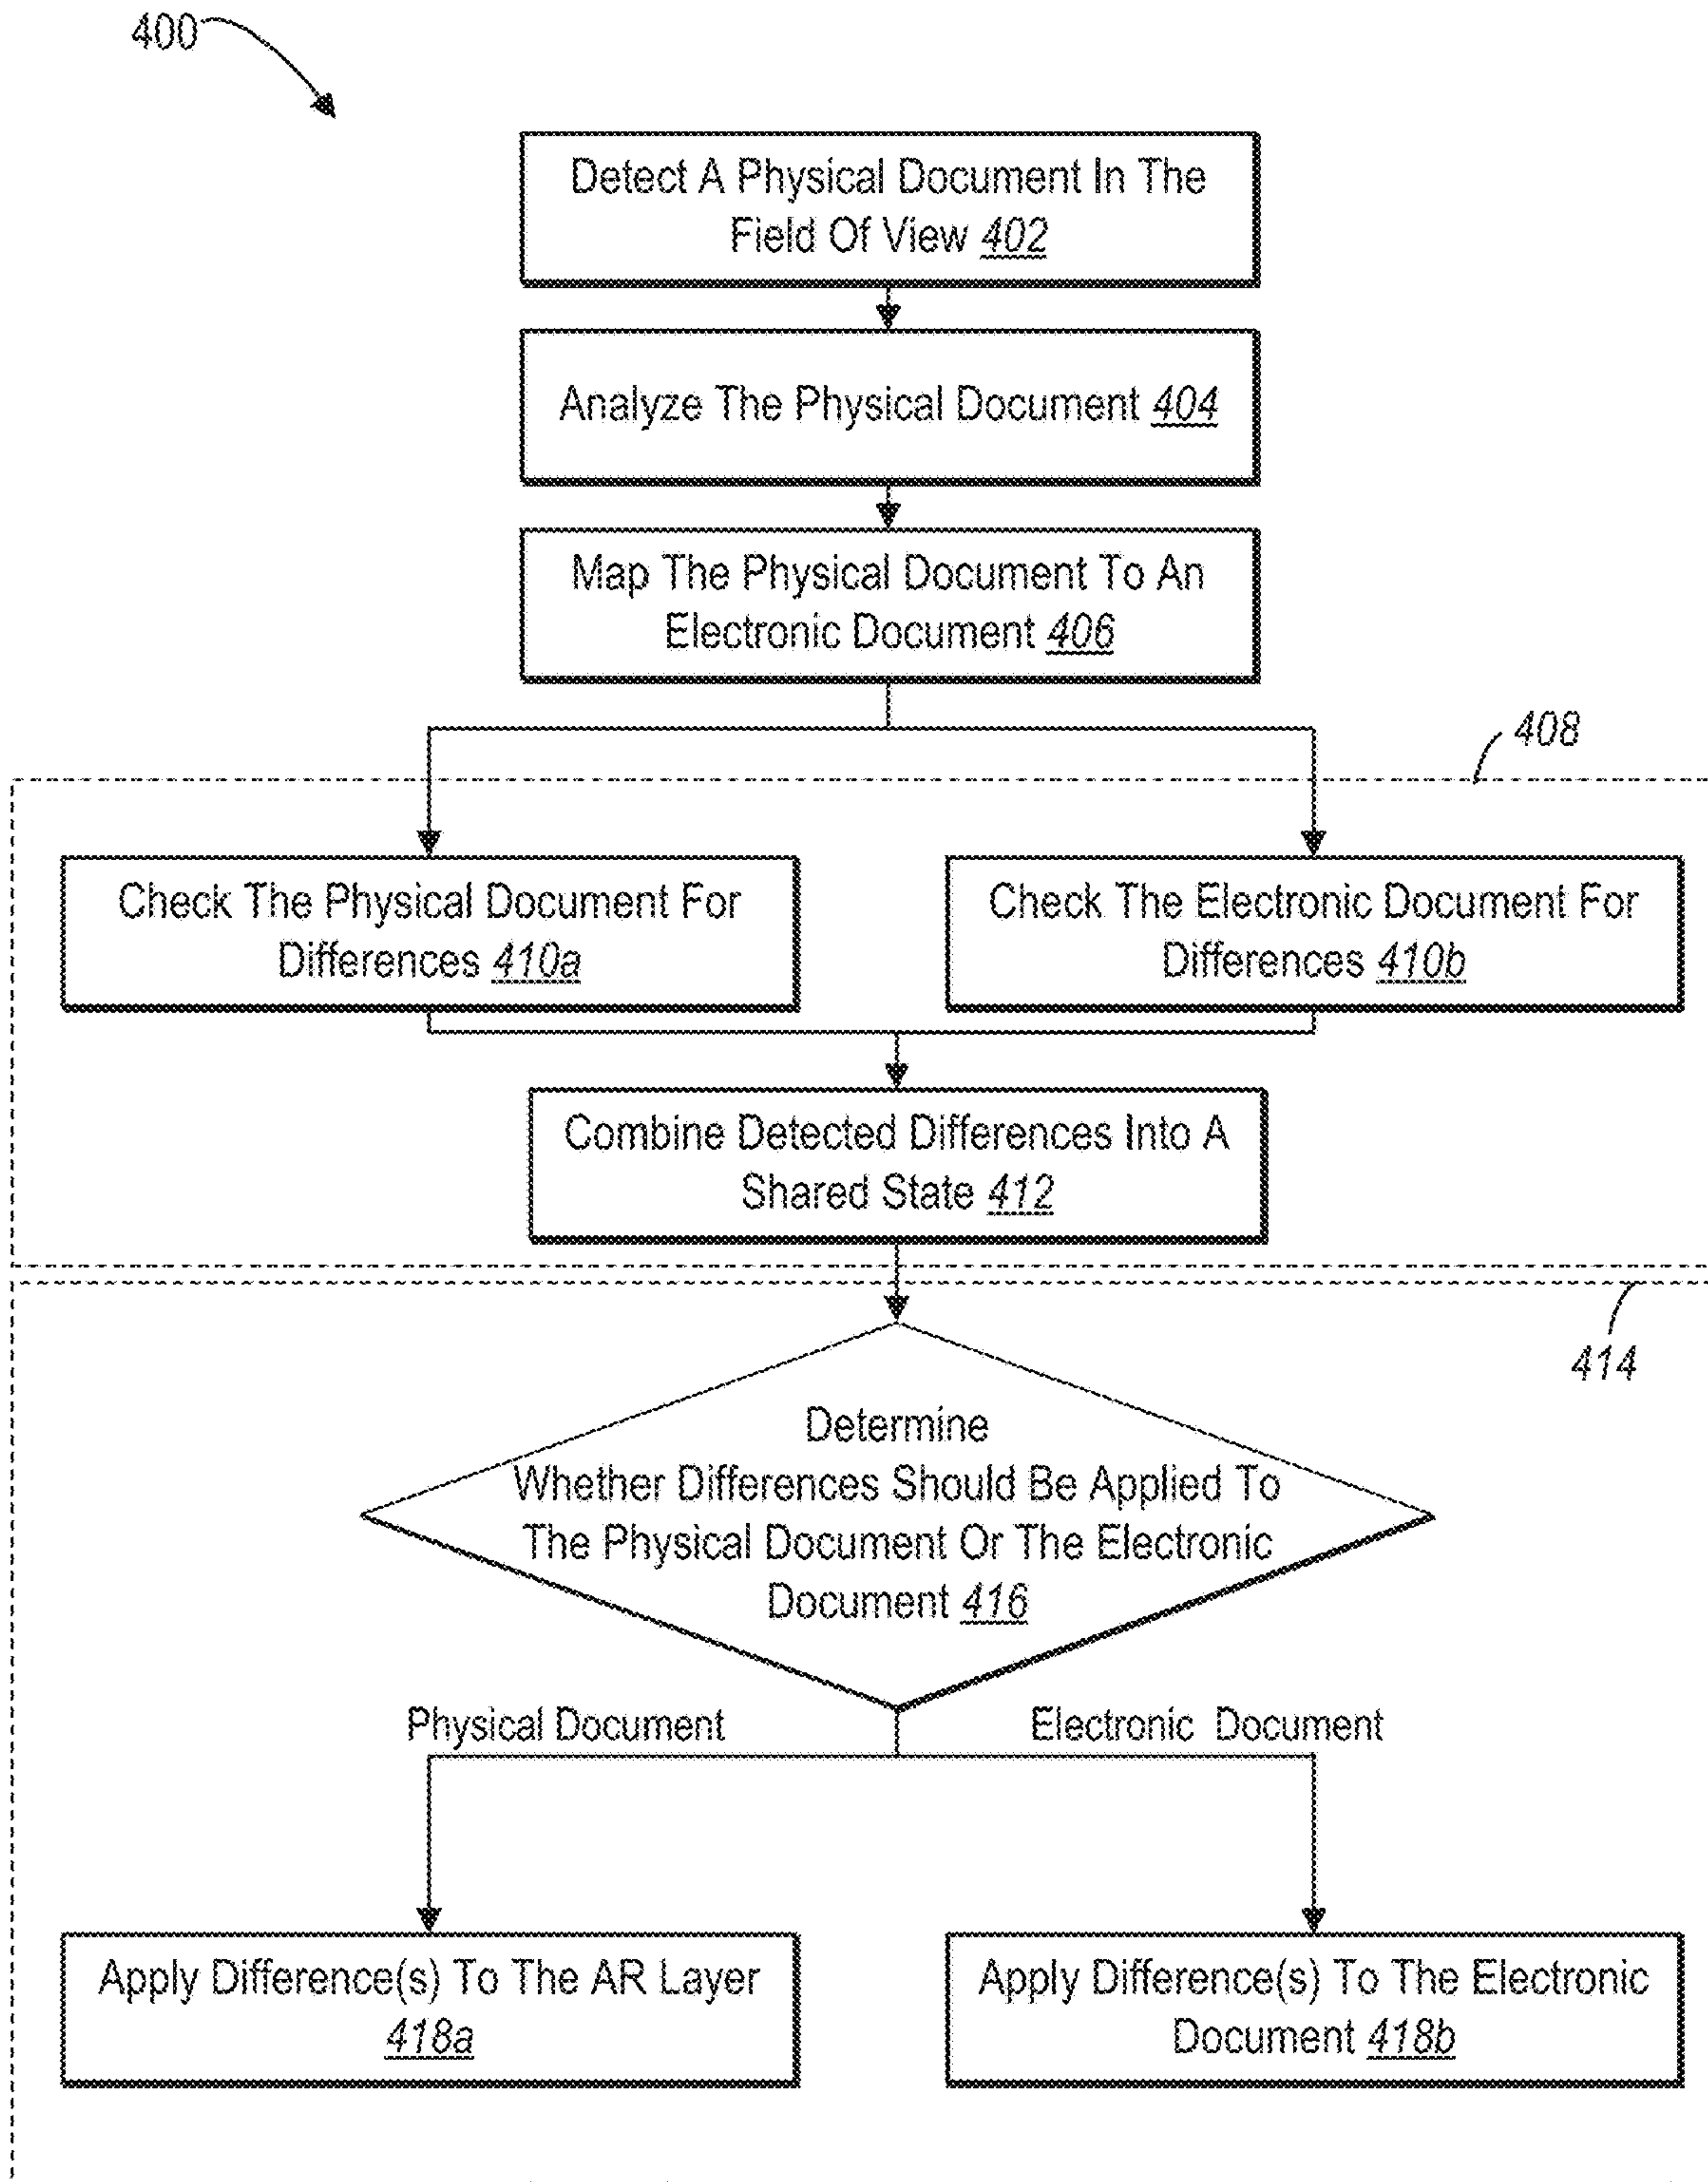 400
Detect A Physical Document In The
Field Of View 402
Analyze The Physical Document 404
Map The Physical Document To An
Electronic Document 406
408
Check The Physical Document For
Differences 410a
Check The Electronic Document For
Differences 410b
Combine Detected Differences Into A
Shared State 412
414
Determine
Whether Differences Should Be Applied To
The Physical Document Or The Electronic
Document 416
Physical Document
Electronic Document
Apply Difference(s) To The AR Layer
418a
Apply Difference(s) To The Electronic
Document 418b